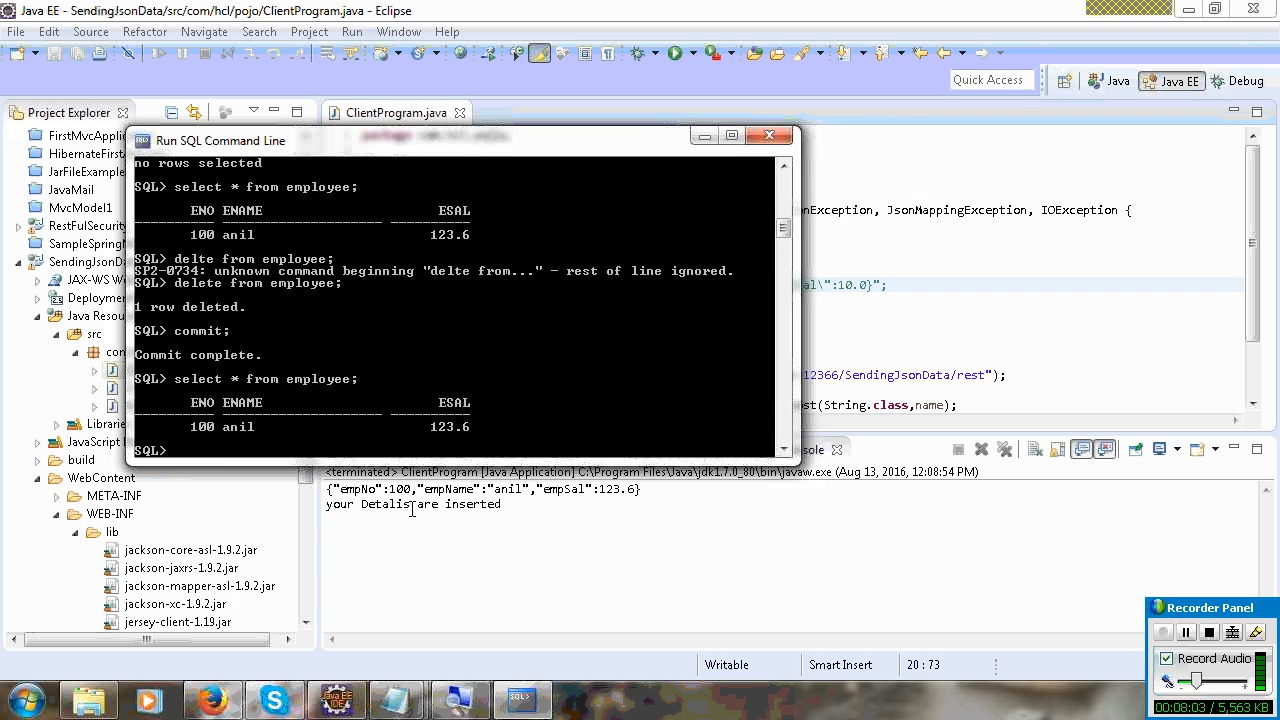 Java EE - SendingJsonData/src/com/hcl/pojo/ClientProgram.java - Eclipse
File Edit Source Refactor Navigate Search Project Run Window Help
Quick Access
Java
Java EE
Debug
Project Explorer
ClientProgram.java
FirstMvcApplic
HibernateFirst
JarFileExample
JavaMail
MvcModel1
RestfriSecurity
SampleSpringM
SendingJsonDa
JAX-WS W
Deploymen
Java Resou
src
com
Librarie
JavaScript
build
WebContent
META-INF
WEB-INF
lib
jackson-core-asl-1.9.2.jar
jackson-jaxrs-1.9.2.jar
jackson-mapper-asl-1.9.2.jar
jackson-xc-1.9.2.jar
jersey-client-1.19.jar
Run SQL Command Line
no rows selected
SQL> select * from employee;
ENO ENAME ESAL
---------- -------------------- ----------
100 anil 123.6
SQL> delte from employee;
SP2-0734: unknown command beginning "delte from..." - rest of line ignored.
SQL> delete from employee;
1 row deleted.
SQL> commit;
Commit complete.
SQL> select * from employee;
ENO ENAME ESAL
---------- -------------------- ----------
100 anil 123.6
SQL>
onException, JsonMappingException, IOException {
al\":10.0}";
12366/SendingJsonData/rest");
st(String.class,name);
sole
<terminated> ClientProgram [Java Application] C:\Program Files\Java\jdk1.7.0_80\bin\javaw.exe (Aug 13, 2016, 12:08:54 PM)
{"empNo":100,"empName":"anil","empSal":123.6}
your Detalis are inserted
Writable
Smart Insert
20 : 73
Recorder Panel
Record Audio
00:08:03 / 5,563 KB